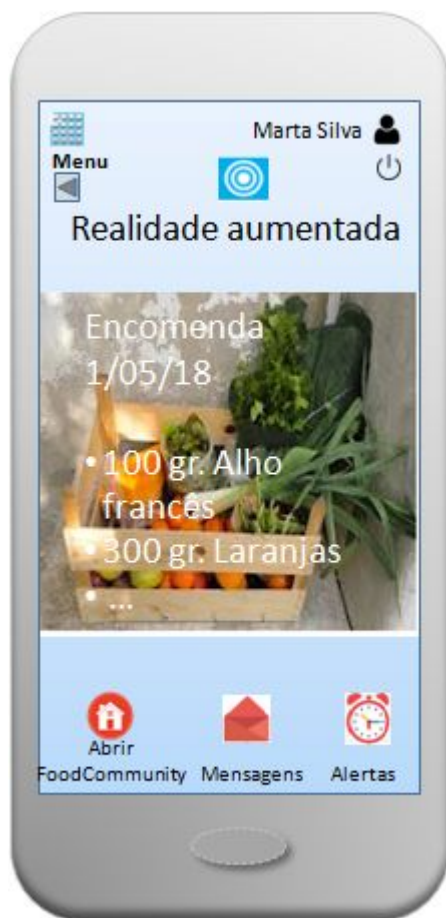 Marta Silva
Menu
Realidade aumentada
Encomenda
1/05/18
• 100 gr. Alho
francês
• 300 gr. Laranjas
• ...
Abrir
FoodCommunity
Mensagens
Alertas